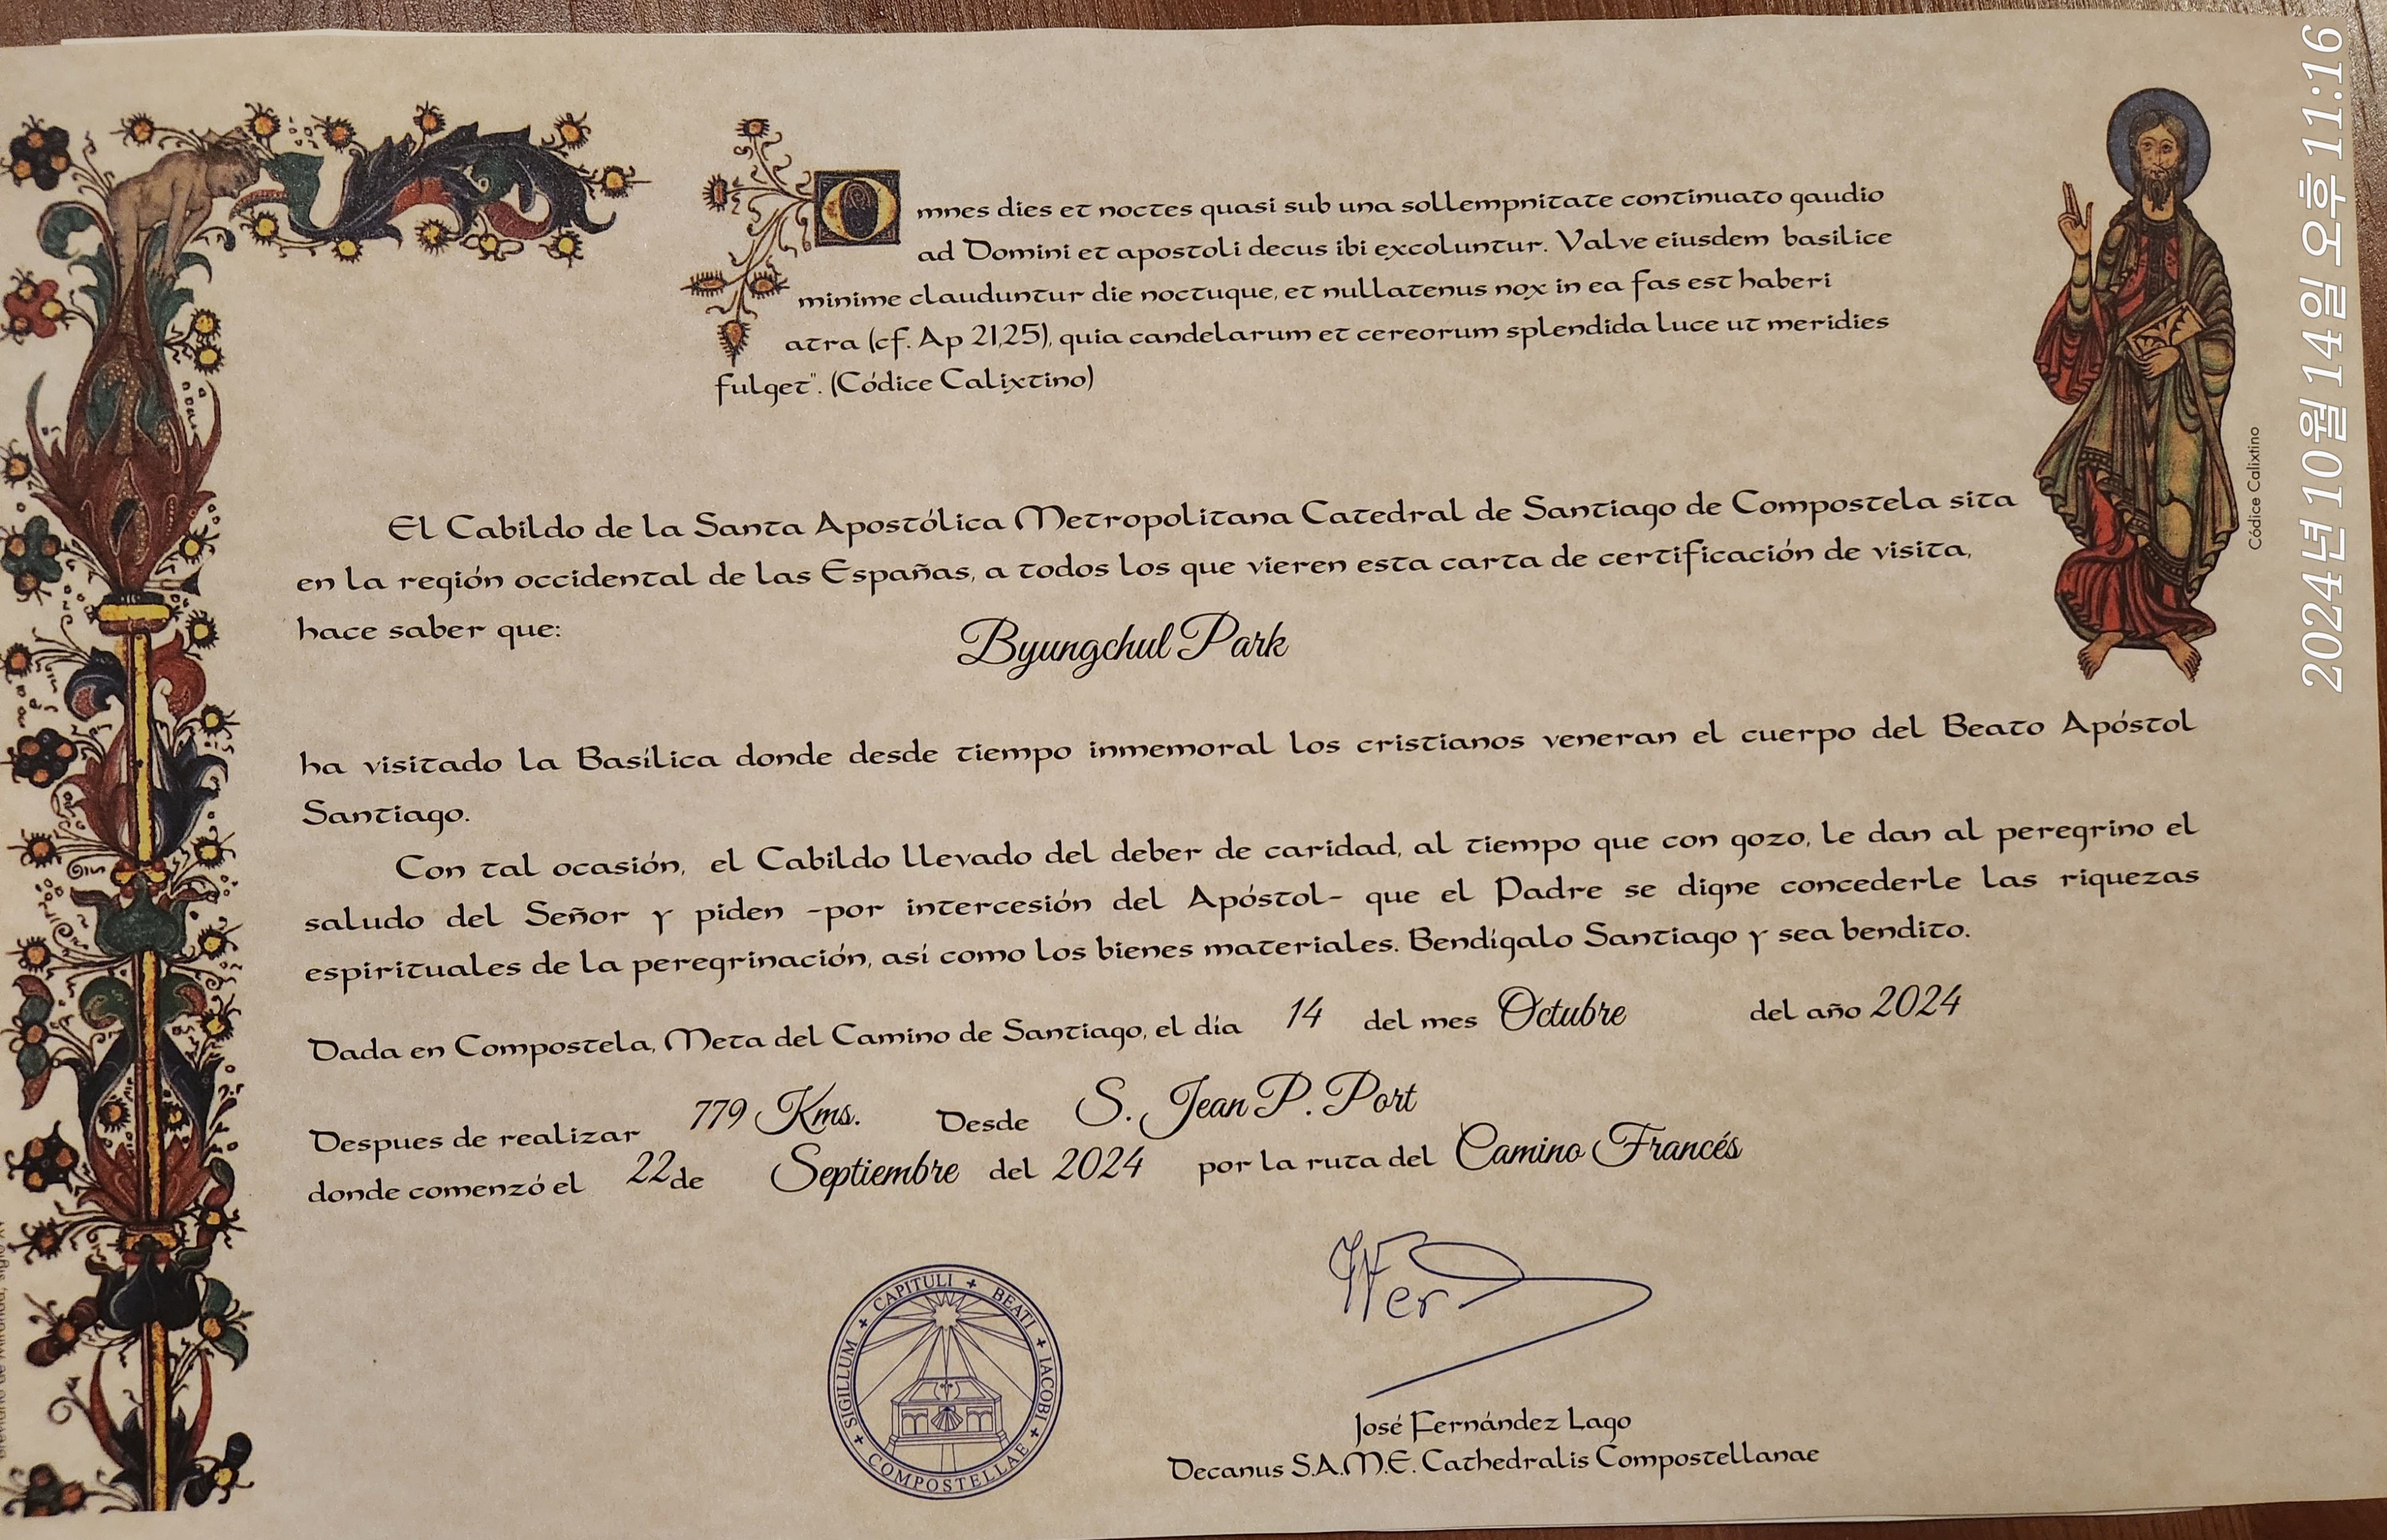 Omnes dies et noctes quasi sub una sollempnitate continuato gaudio
ad Domini et apostoli decus ibi excoluntur. Valve eiusdem basilice
minime clauduntur die noctuque, et nullatenus nox in ea fas est haberi
atra (cf. Ap 21,25), quia candelarum et cereorum splendida luce ut meridies
fulget". (Códice Calixtino)
El Cabildo de la Santa Apostólica Metropolitana Catedral de Santiago de Compostela sita
en la región occidental de las Españas, a todos los que vieren esta carta de certificación de visita,
hace saber que:
Byungchul Park
ha visitado la Basílica donde desde tiempo inmemoral los cristianos veneran el cuerpo del Beato Apóstol
Santiago.
Con tal ocasión, el Cabildo llevado del deber de caridad, al tiempo que con gozo, le dan al peregrino el
saludo del Señor y piden -por intercesión del Apóstol- que el Padre se digne concederle las riquezas
espirituales de la peregrinación, así como los bienes materiales. Bendígalo Santiago y sea bendito.
Dada en Compostela, Meta del Camino de Santiago, el día 14 del mes Octubre del año 2024
Despues de realizar 779 Kms. Desde S. Jean P. Port
donde comenzó el 22 de Septiembre del 2024 por la ruta del Camino Francés
SIGILLUM + CAPITULI + BEATI + IACOBI + COMPOSTELLAE +
José Fernández Lago
Decanus S.A.M.E. Cathedralis Compostellanae
Códice Calixtino
2024년 10월 14일 오후 11:16